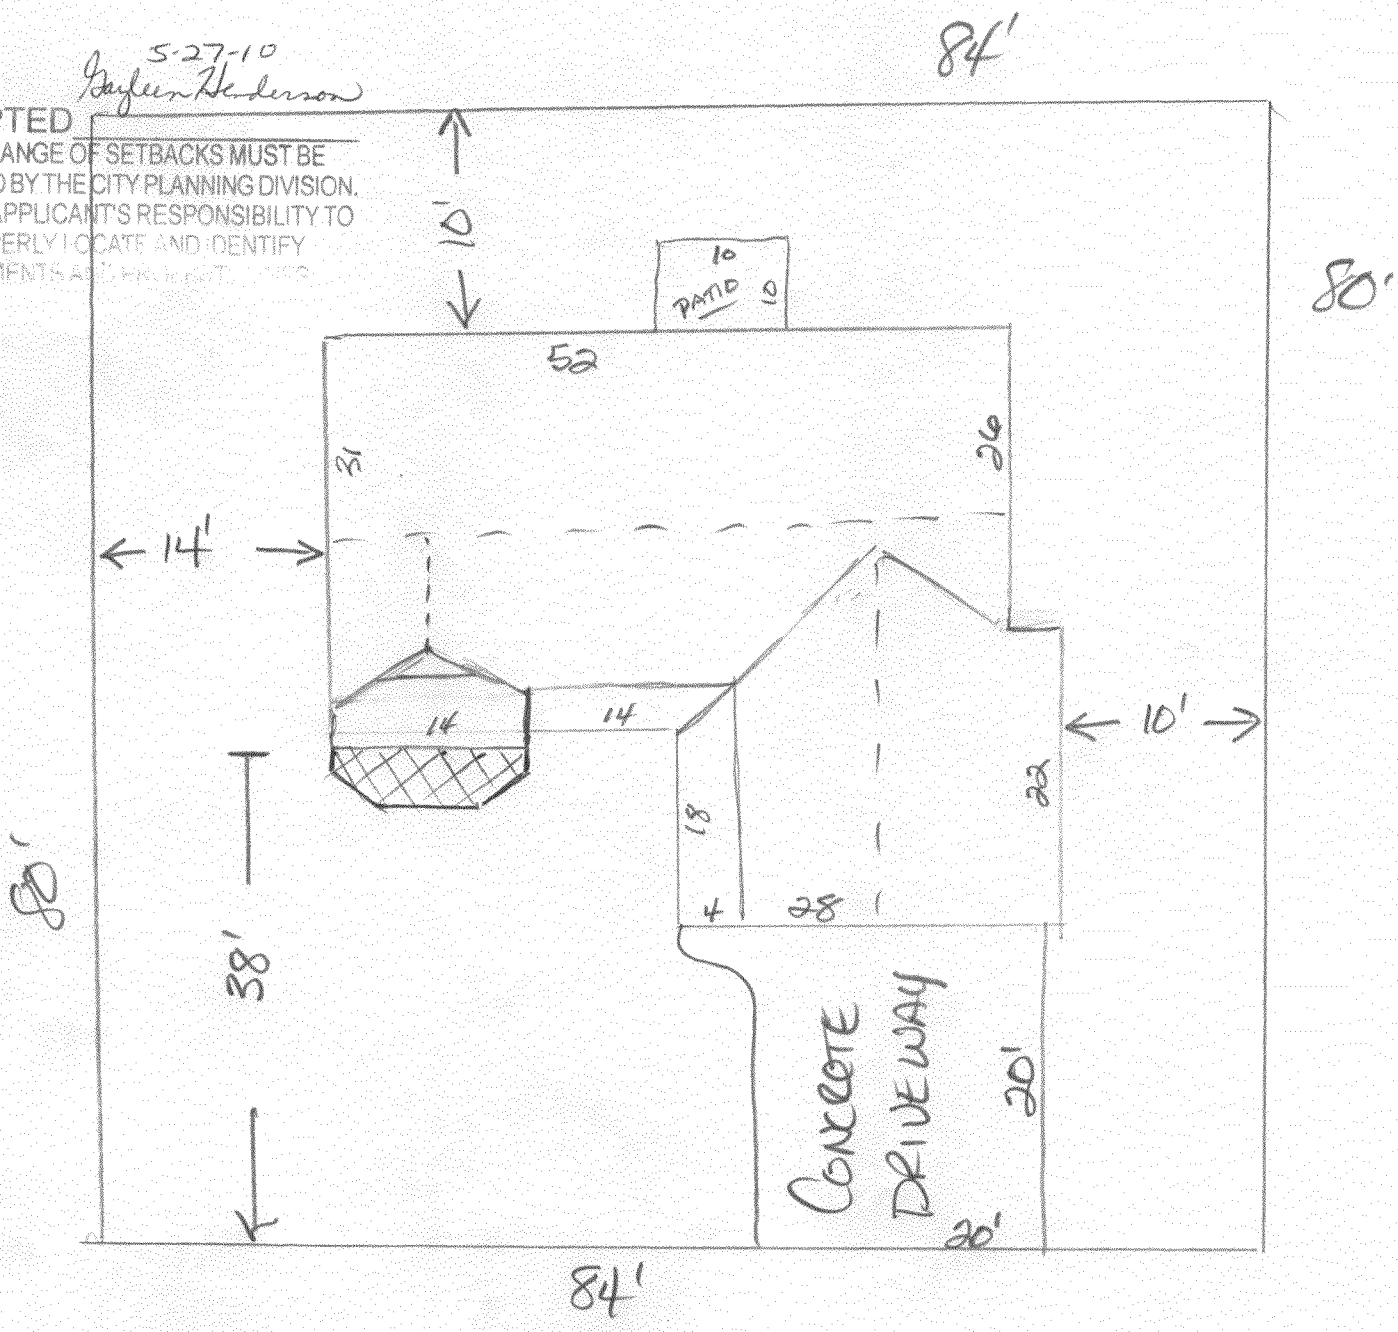 84'
5-27-10
Gayleen Henderson
PTED
ANGE OF SETBACKS MUST BE
D BY THE CITY PLANNING DIVISION.
APPLICANT'S RESPONSIBILITY TO
ERLY LOCATE AND IDENTIFY
10'
80'
10
PATIO
10
52
31
26
14'
14
14
10'
22
18
80'
4
28
38'
CONCRETE
DRIVEWAY
20'
20'
84'